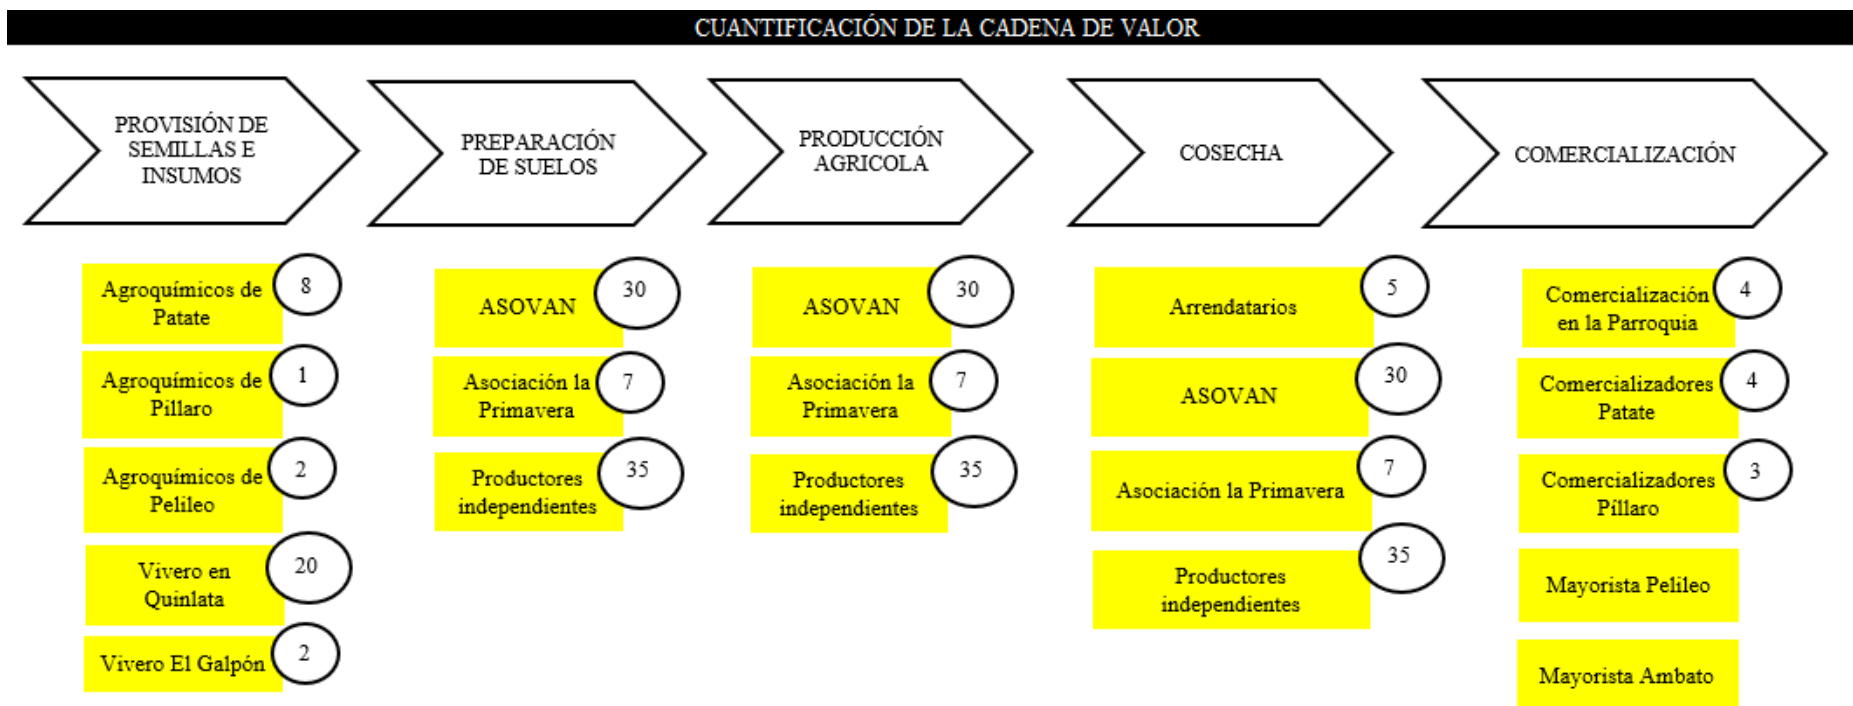 CUANTIFICACIÓN DE LA CADENA DE VALOR
PROVISIÓN DE
SEMILLAS E
INSUMOS
PREPARACIÓN
DE SUELOS
PRODUCCIÓN
AGRICOLA
COSECHA
COMERCIALIZACIÓN
Agroquímicos de
Patate
8
Agroquímicos de
Pillaro
1
Agroquímicos de
Pelileo
2
Vivero en
Quinlata
20
Vivero El Galpón
2
ASOVAN
30
Asociación la
Primavera
7
Productores
independientes
35
ASOVAN
30
Asociación la
Primavera
7
Productores
independientes
35
Arrendatarios
5
ASOVAN
30
Asociación la Primavera
7
Productores
independientes
35
Comercialización
en la Parroquia
4
Comercializadores
Patate
4
Comercializadores
Píllaro
3
Mayorista Pelileo
Mayorista Ambato